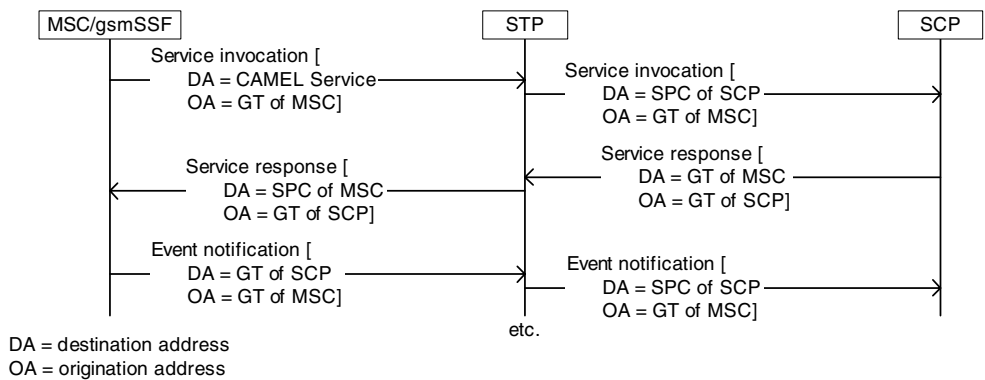 MSC/gsmSSF
STP
SCP
Service invocation [
DA = CAMEL Service
OA = GT of MSC]
Service invocation [
DA = SPC of SCP
OA = GT of MSC]
Service response [
DA = GT of MSC
OA = GT of SCP]
Service response [
DA = SPC of MSC
OA = GT of SCP]
Event notification [
DA = GT of SCP
OA = GT of MSC]
Event notification [
DA = SPC of SCP
OA = GT of MSC]
etc.
DA = destination address
OA = origination address